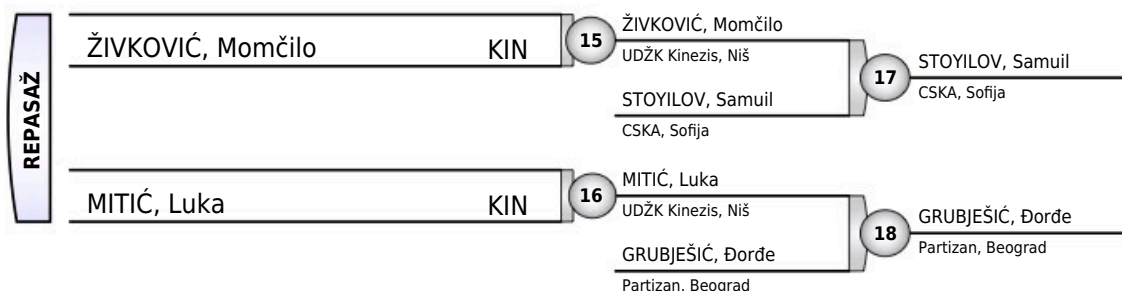 REPASAŽ
ŽIVKOVIĆ, Momčilo KIN
15
ŽIVKOVIĆ, Momčilo
UDŽK Kinezis, Niš
STOYILOV, Samuil
CSKA, Sofija
17
STOYILOV, Samuil
CSKA, Sofija
MITIĆ, Luka KIN
16
MITIĆ, Luka
UDŽK Kinezis, Niš
GRUBJEŠIĆ, Đorđe
Partizan, Beograd
18
GRUBJEŠIĆ, Đorđe
Partizan, Beograd